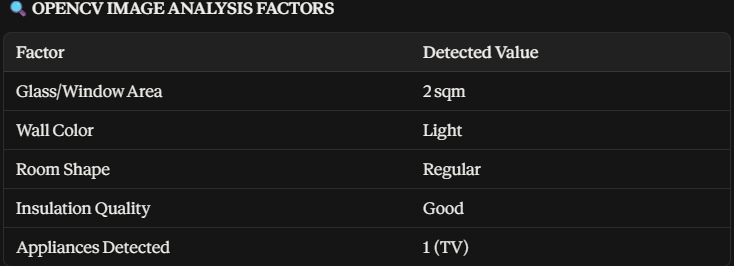 🔍 OPENCV IMAGE ANALYSIS FACTORS
Factor Detected Value
Glass/Window Area 2 sqm
Wall Color Light
Room Shape Regular
Insulation Quality Good
Appliances Detected 1 (TV)